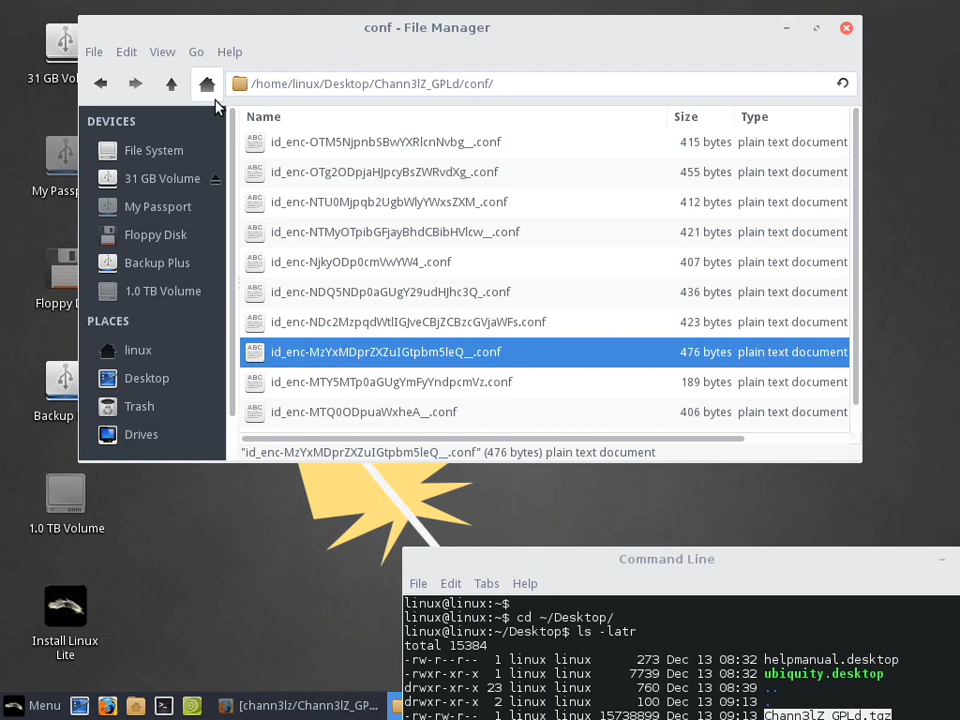 conf - File Manager
File Edit View Go Help
/home/linux/Desktop/Chann3lZ_GPLd/conf/
DEVICES
File System
31 GB Volume
My Passport
Floppy Disk
Backup Plus
1.0 TB Volume
PLACES
linux
Desktop
Trash
Drives
Name Size Type
id_enc-OTM5NjpnbSBwYXRlcnNvbg__.conf 415 bytes plain text document
id_enc-OTg2ODpjaHJpcyBsZWRvdXg_.conf 455 bytes plain text document
id_enc-NTU0Mjpqb2UgbWlyYWxsZXM_.conf 412 bytes plain text document
id_enc-NTMyOTpibGFjayBhdCBibHVlcw__.conf 421 bytes plain text document
id_enc-NjkyODp0cmVwYW4_.conf 407 bytes plain text document
id_enc-NDQ5NDp0aGUgY29udHJhc3Q_.conf 436 bytes plain text document
id_enc-NDc2MzpqdWtlIGJveCBjZCBzcGVjaWFs.conf 423 bytes plain text document
id_enc-MzYxMDprZXZuIGtpbm5leQ__.conf 476 bytes plain text document
id_enc-MTY5MTp0aGUgYmFyYndpcmVz.conf 189 bytes plain text document
id_enc-MTQ0ODpuaWxheA__.conf 406 bytes plain text document
"id_enc-MzYxMDprZXZuIGtpbm5leQ__.conf" (476 bytes) plain text document
31 GB Vol
My Passp
Floppy D
Backup
1.0 TB Volume
Install Linux
Lite
Command Line
File Edit Tabs Help
linux@linux:~$
linux@linux:~$ cd ~/Desktop/
linux@linux:~/Desktop$ ls -latr
total 15384
-rw-r--r-- 1 linux linux 273 Dec 13 08:32 helpmanual.desktop
-rwxr-xr-x 1 linux linux 7739 Dec 13 08:32 ubiquity.desktop
drwxr-xr-x 23 linux linux 760 Dec 13 08:39 ..
drwxr-xr-x 2 linux linux 100 Dec 13 09:13 .
-rw-rw-r-- 1 linux linux 15738899 Dec 13 09:13 Chann3lZ_GPLd.tgz
Menu [chann3lz/Chann3lZ_GP...